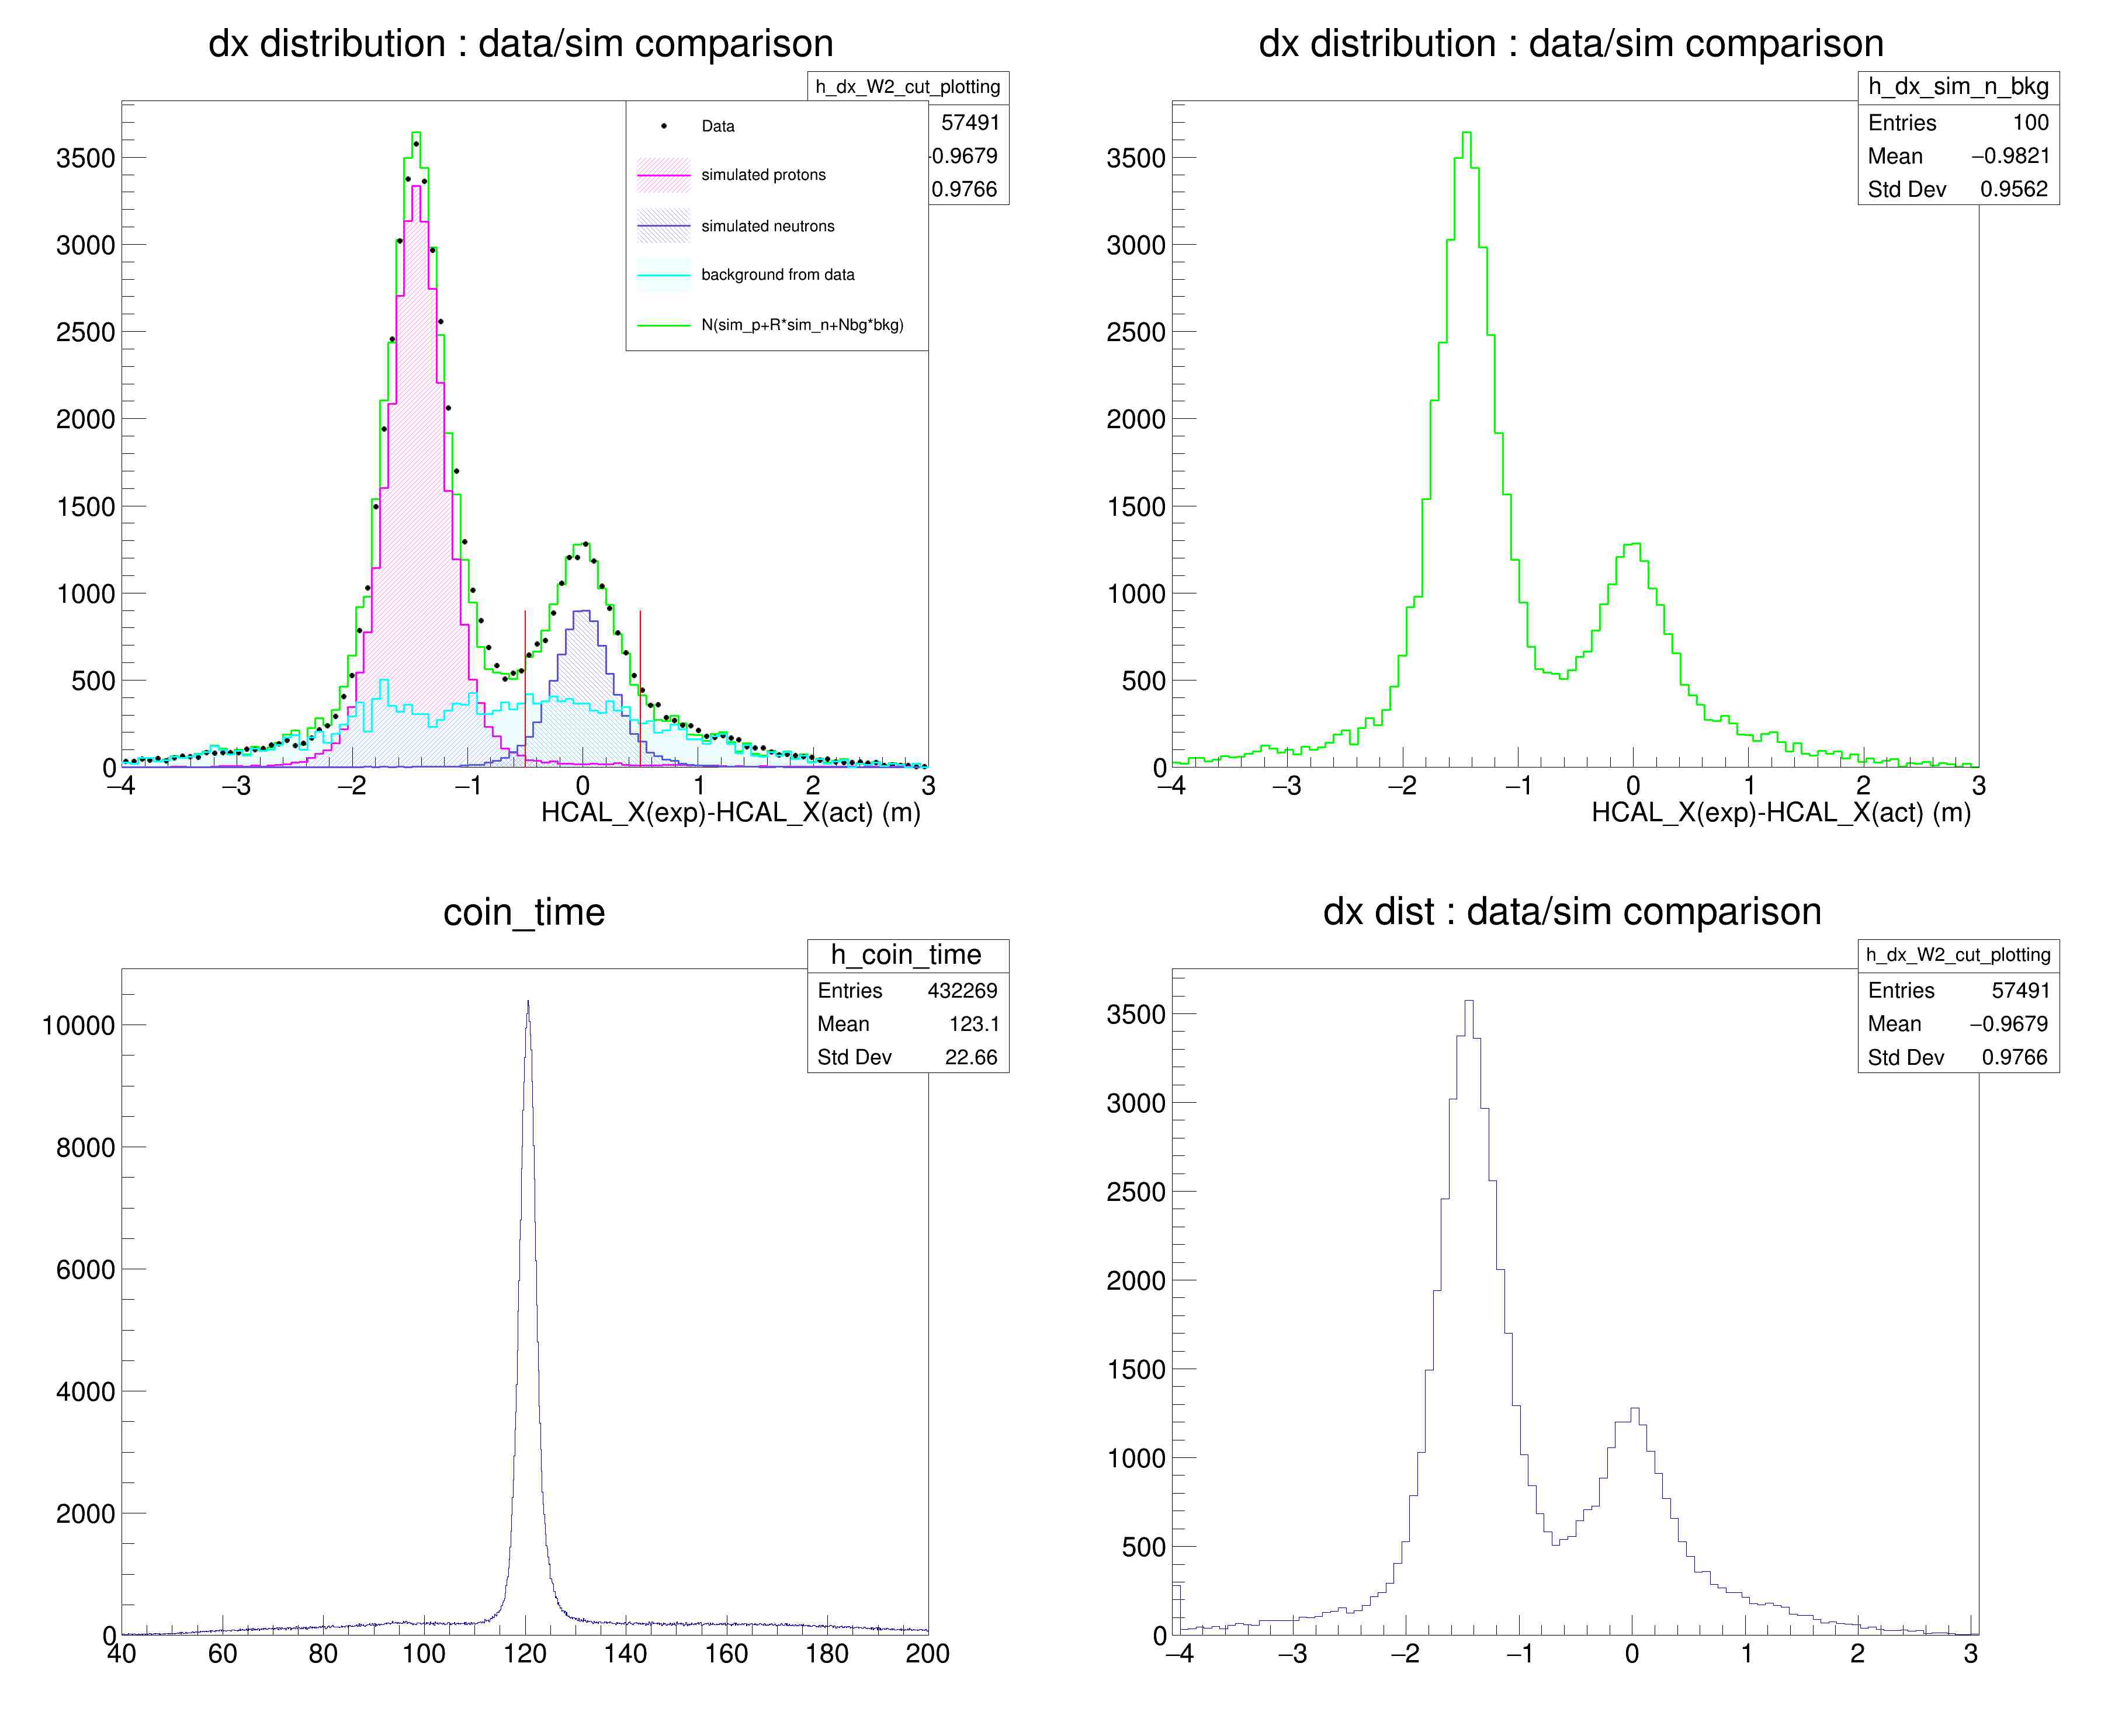 dx distribution : data/sim comparison
h_dx_W2_cut_plotting
57491
-0.9679
0.9766
Data
simulated protons
simulated neutrons
background from data
N(sim_p+R*sim_n+Nbg*bkg)
3500
3000
2500
2000
1500
1000
500
0
−4 −3 −2 −1 0 1 2 3
HCAL_X(exp)-HCAL_X(act) (m)
dx distribution : data/sim comparison
h_dx_sim_n_bkg
Entries 100
Mean −0.9821
Std Dev 0.9562
3500
3000
2500
2000
1500
1000
500
0
−4 −3 −2 −1 0 1 2 3
HCAL_X(exp)-HCAL_X(act) (m)
coin_time
h_coin_time
Entries 432269
Mean 123.1
Std Dev 22.66
10000
8000
6000
4000
2000
0
40 60 80 100 120 140 160 180 200
dx dist : data/sim comparison
h_dx_W2_cut_plotting
Entries 57491
Mean −0.9679
Std Dev 0.9766
3500
3000
2500
2000
1500
1000
500
0
−4 −3 −2 −1 0 1 2 3